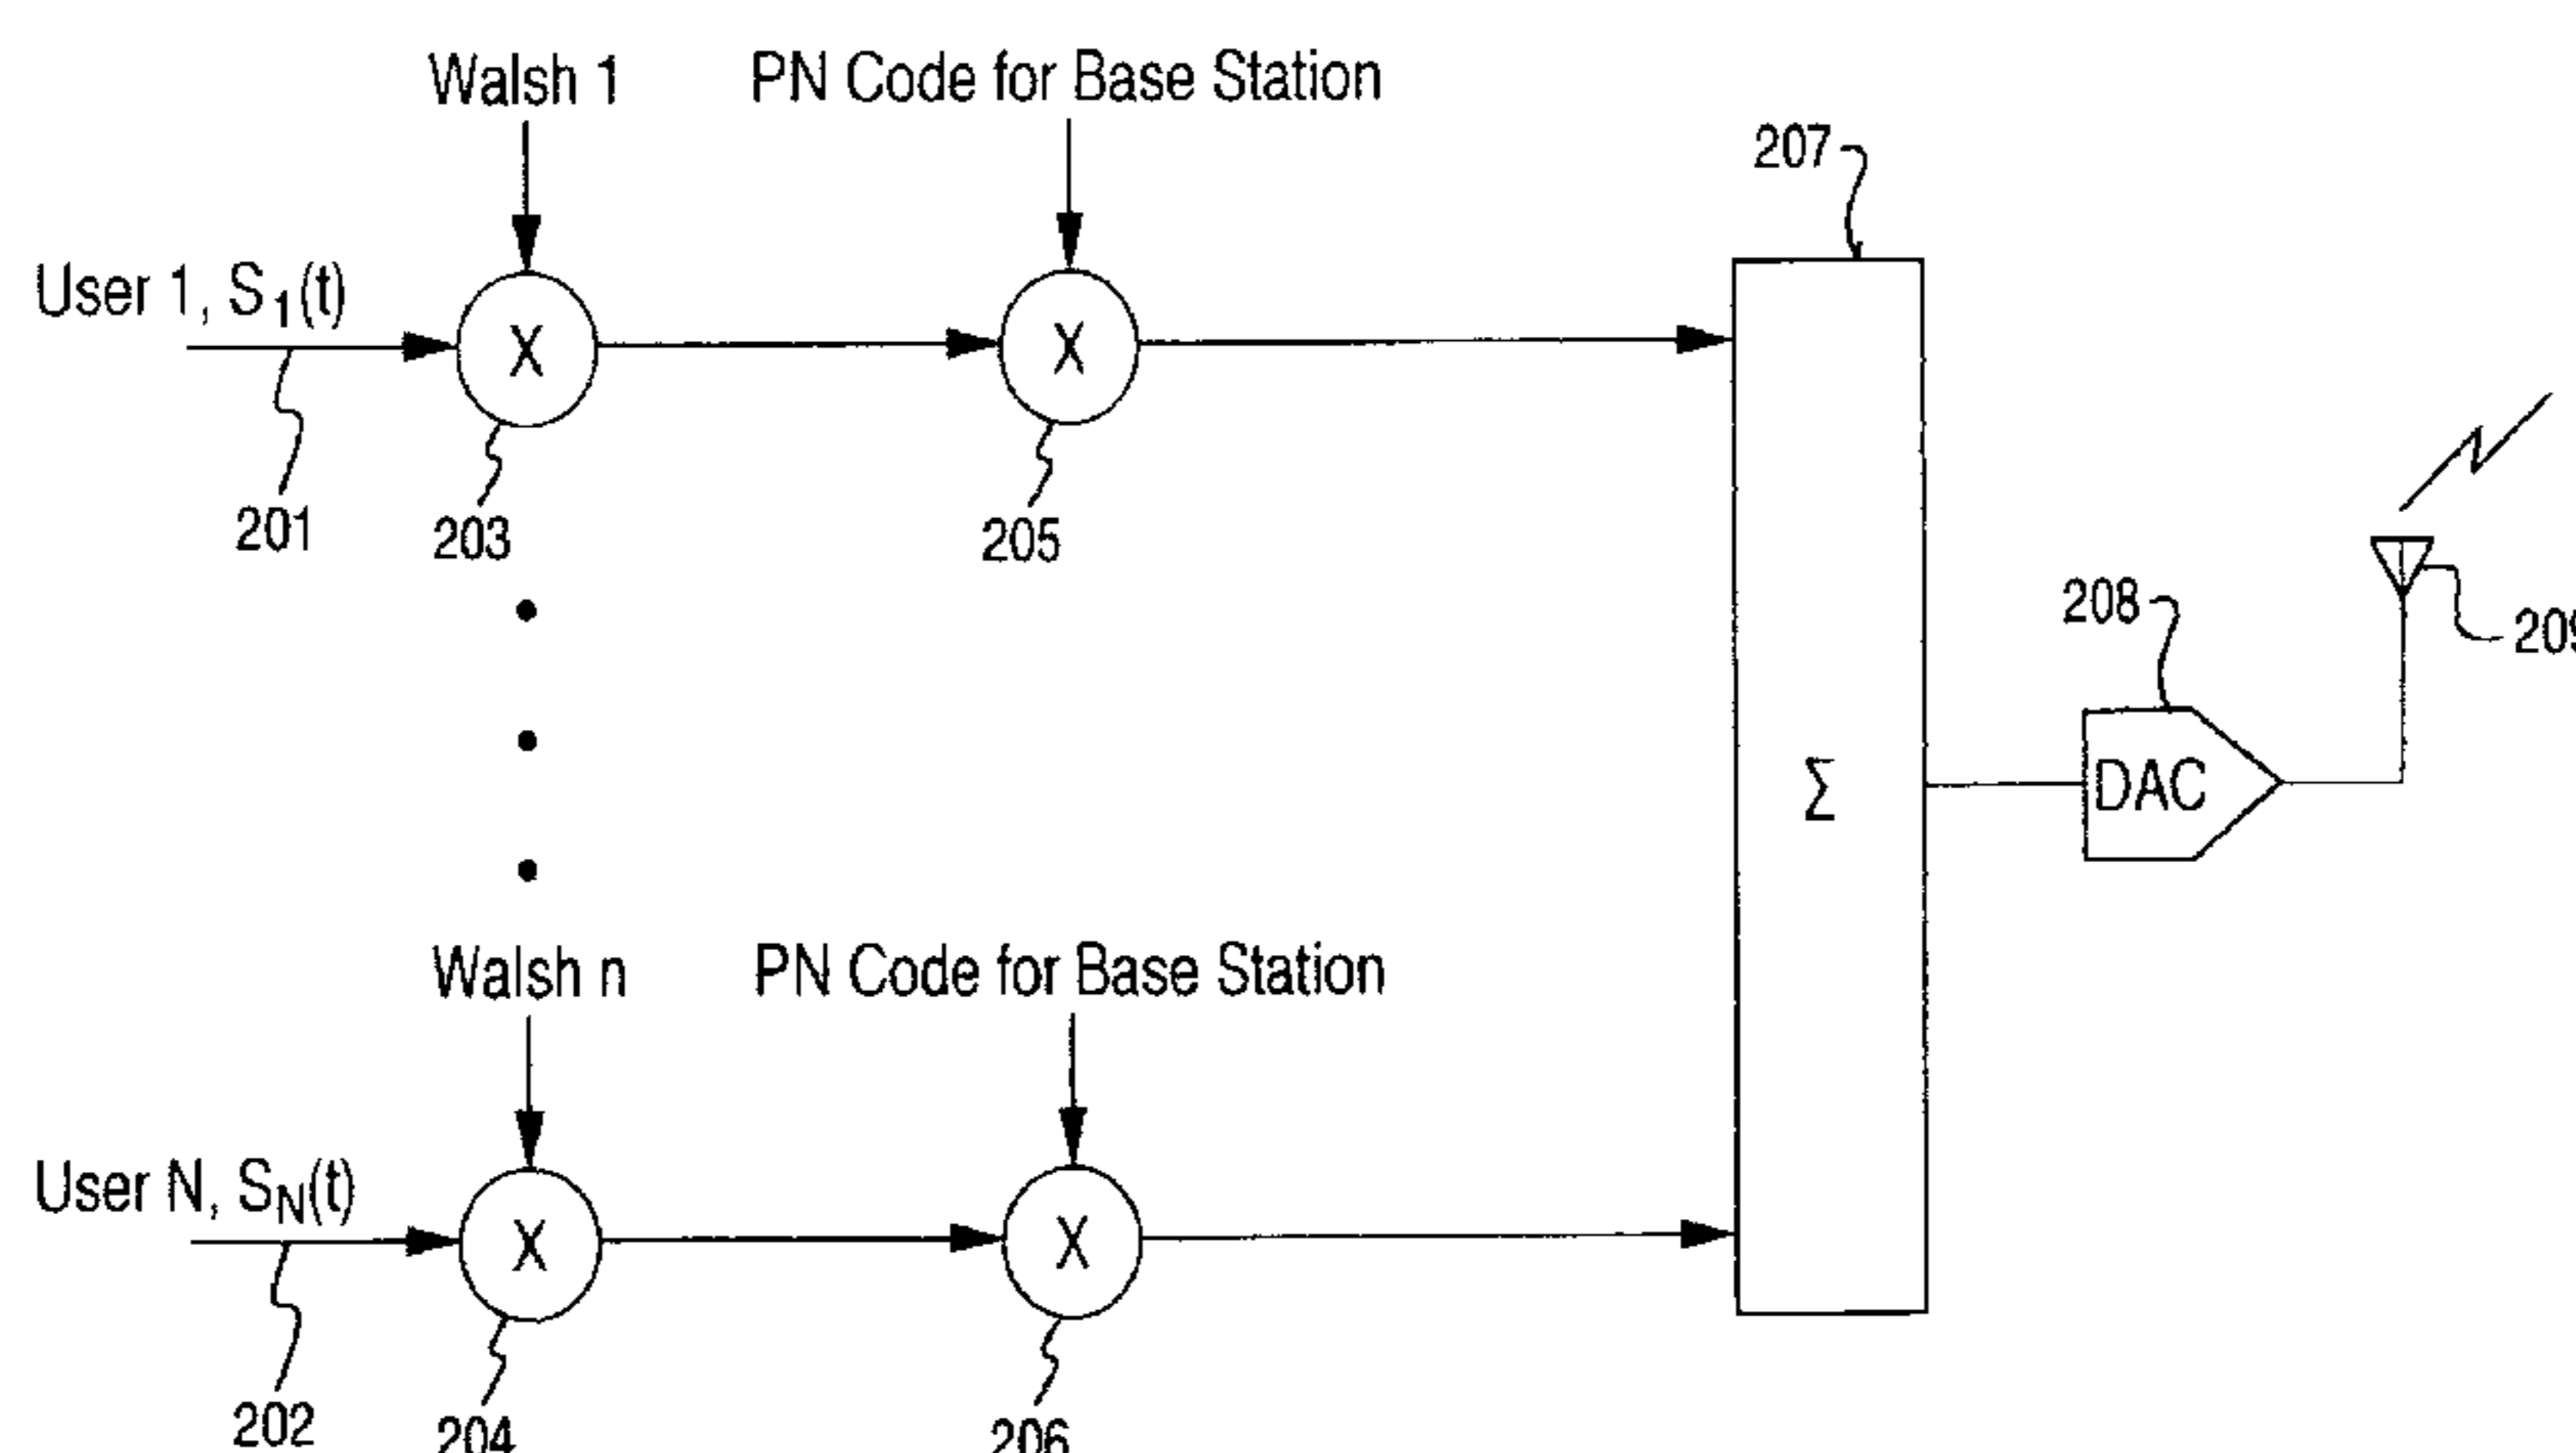 Walsh 1
PN Code for Base Station
207
User 1, S1(t)
X
X
201
203
205
208
209
DAC
Σ
Walsh n
PN Code for Base Station
User N, SN(t)
X
X
202
204
206